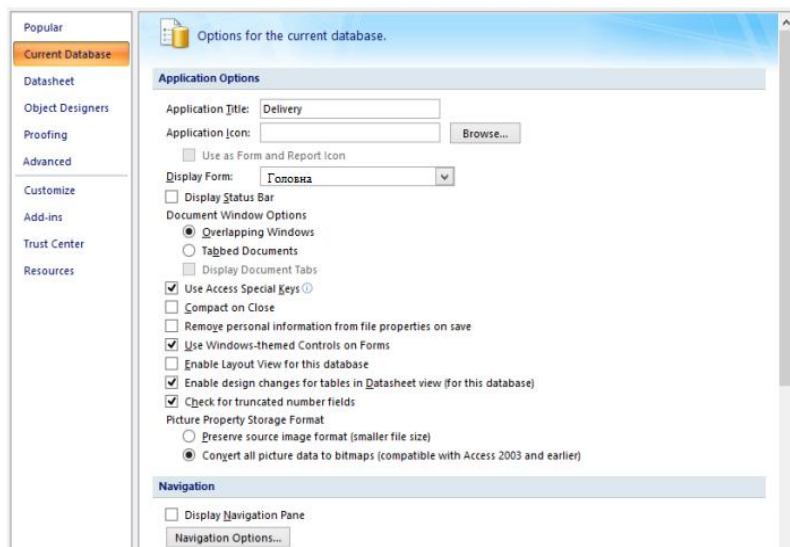 Popular
Current Database
Datasheet
Object Designers
Proofing
Advanced
Customize
Add-ins
Trust Center
Resources
Options for the current database.
Application Options
Application Title: Delivery
Application Icon: Browse...
Use as Form and Report Icon
Display Form: Головна
Display Status Bar
Document Window Options
Overlapping Windows
Tabbed Documents
Display Document Tabs
Use Access Special Keys
Compact on Close
Remove personal information from file properties on save
Use Windows-themed Controls on Forms
Enable Layout View for this database
Enable design changes for tables in Datasheet view (for this database)
Check for truncated number fields
Picture Property Storage Format
Preserve source image format (smaller file size)
Convert all picture data to bitmaps (compatible with Access 2003 and earlier)
Navigation
Display Navigation Pane
Navigation Options...